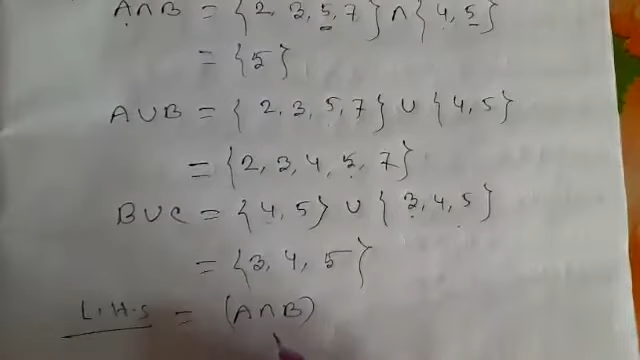 A∩B = {2, 3, 5, 7} ∩ {4, 5}
= {5}
A∪B = {2, 3, 5, 7} ∪ {4, 5}
= {2, 3, 4, 5, 7}
B∪C = {4, 5} ∪ {3, 4, 5}
= {3, 4, 5}
L.H.S = (A∩B)